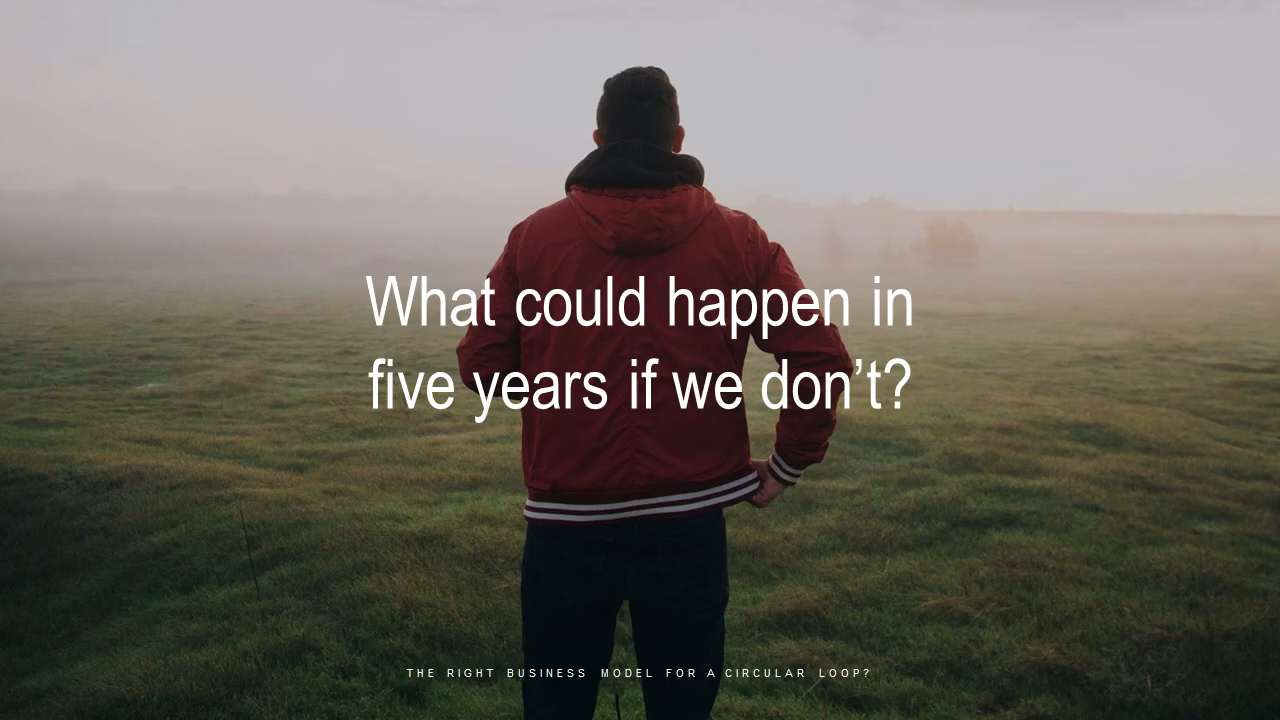 What could happen in
five years if we don’t?
THE RIGHT BUSINESS MODEL FOR A CIRCULAR LOOP?